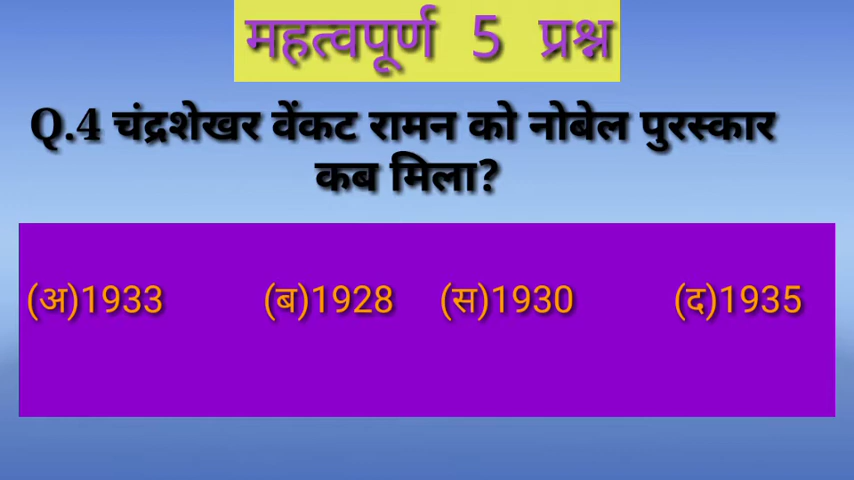 महत्वपूर्ण 5 प्रश्न
Q.4 चंद्रशेखर वेंकट रामन को नोबेल पुरस्कार
कब मिला?
(अ)1933 (ब)1928 (स)1930 (द)1935